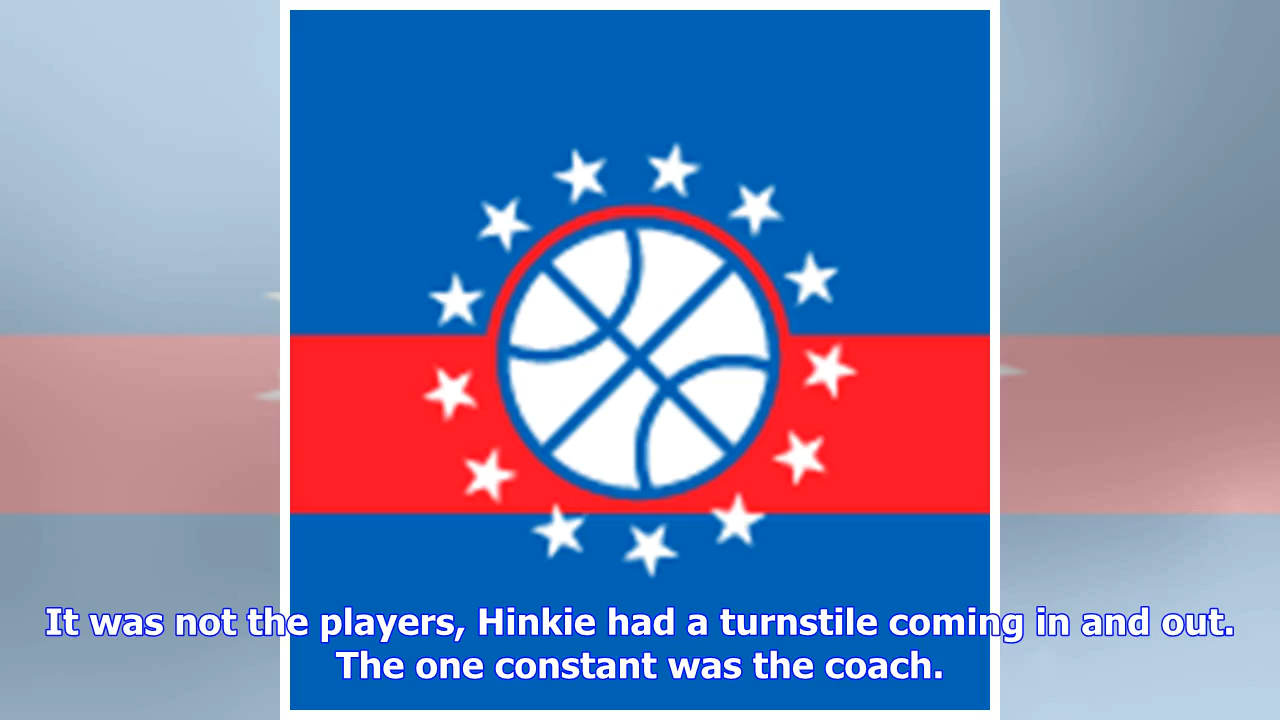 It was not the players, Hinkie had a turnstile coming in and out.
The one constant was the coach.